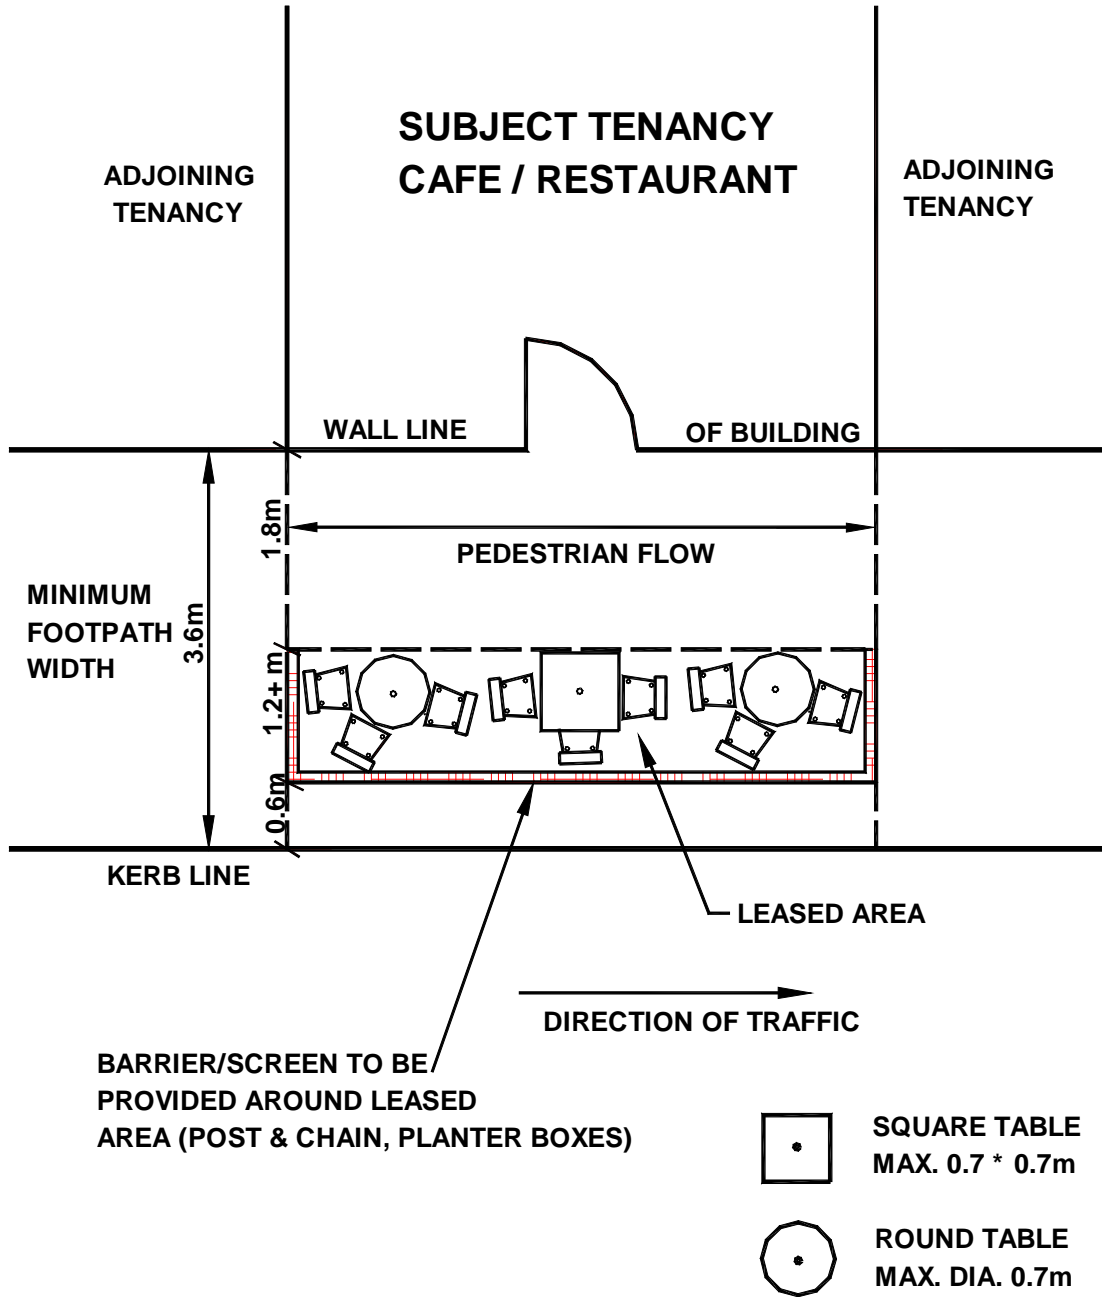 SUBJECT TENANCY
CAFE / RESTAURANT
ADJOINING
TENANCY
ADJOINING
TENANCY
WALL LINE
OF BUILDING
1.8m
PEDESTRIAN FLOW
MINIMUM
FOOTPATH
WIDTH
3.6m
1.2+ m
0.6m
KERB LINE
LEASED AREA
DIRECTION OF TRAFFIC
BARRIER/SCREEN TO BE
PROVIDED AROUND LEASED
AREA (POST & CHAIN, PLANTER BOXES)
SQUARE TABLE
MAX. 0.7 * 0.7m
ROUND TABLE
MAX. DIA. 0.7m